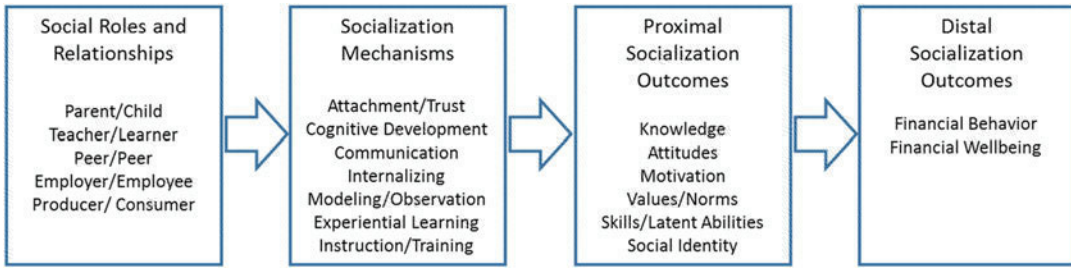 Social Roles and
Relationships
Parent/Child
Teacher/Learner
Peer/Peer
Employer/Employee
Producer/ Consumer
Socialization
Mechanisms
Attachment/Trust
Cognitive Development
Communication
Internalizing
Modeling/Observation
Experiential Learning
Instruction/Training
Proximal
Socialization
Outcomes
Knowledge
Attitudes
Motivation
Values/Norms
Skills/Latent Abilities
Social Identity
Distal
Socialization
Outcomes
Financial Behavior
Financial Wellbeing